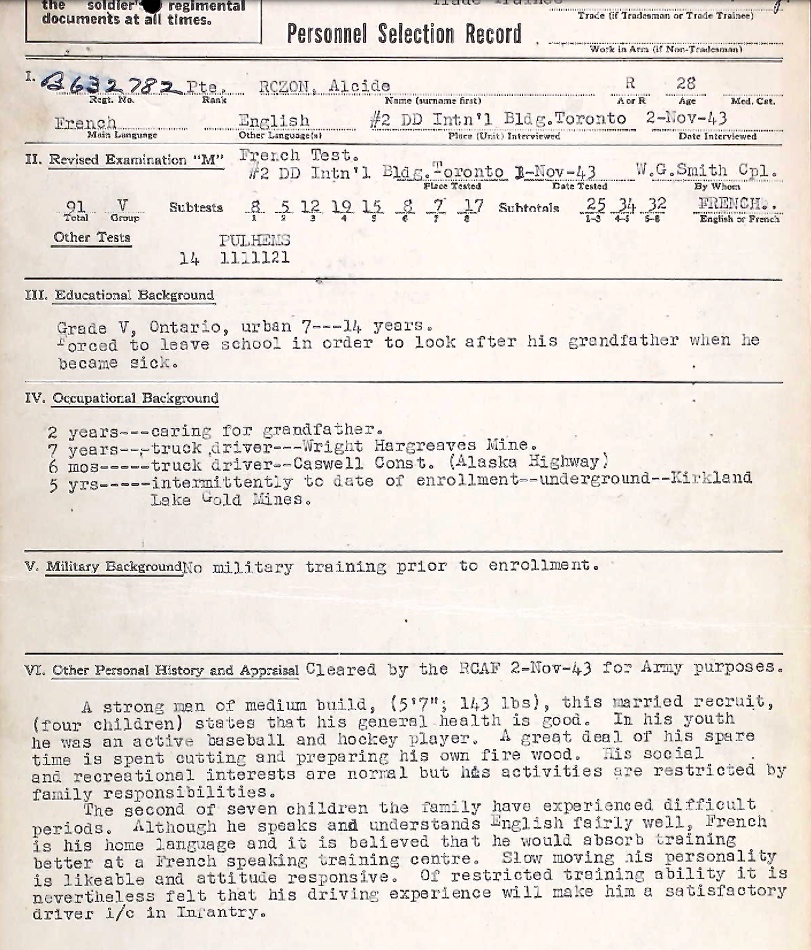 the soldier's regimental
documents at all times.
Trade (if Tradesman or Trade Trainee)
Personnel Selection Record
Work in Arm (if Non-Tradesman)
I. B632782 Pte. ROZON, Alcide R 28
Regt. No. Rank Name (surname first) A or R Age Med. Cat.
French English #2 DD Intn'l Bldg.Toronto 2-Nov-43
Main Language Other Language(s) Place (Unit) Interviewed Date Interviewed
II. Revised Examination "M" French Test.
#2 DD Intn'l Bldg.Toronto 1-Nov-43 W.G.Smith Cpl.
Place Tested Date Tested By Whom
91 V Subtests 8 5 12 19 15 8 7 17 Subtotals 25 34 32 FRENCH..
Total Group 1 2 3 4 5 6 7 8 1-3 4-5 6-8 English or French
Other Tests PULHEMS
14 1111121
III. Educational Background
Grade V, Ontario, urban 7---14 years.
Forced to leave school in order to look after his grandfather when he
became sick.
IV. Occupational Background
2 years---caring for grandfather.
7 years--,-truck driver---Wright Hargreaves Mine.
6 mos-----truck driver--Caswell Const. (Alaska Highway)
5 yrs-----intermittently to date of enrollment--underground--Kirkland
Lake Gold Mines.
V. Military Background No military training prior to enrollment.
VI. Other Personal History and Appraisal Cleared by the RCAF 2-Nov-43 for Army purposes.
A strong man of medium build, (5'7"; 143 lbs), this married recruit,
(four children) states that his general health is good. In his youth
he was an active baseball and hockey player. A great deal of his spare
time is spent cutting and preparing his own fire wood. His social
and recreational interests are normal but his activities are restricted by
family responsibilities.
The second of seven children the family have experienced difficult
periods. Although he speaks and understands English fairly well, French
is his home language and it is believed that he would absorb training
better at a French speaking training centre. Slow moving his personality
is likeable and attitude responsive. Of restricted training ability it is
nevertheless felt that his driving experience will make him a satisfactory
driver i/c in Infantry.